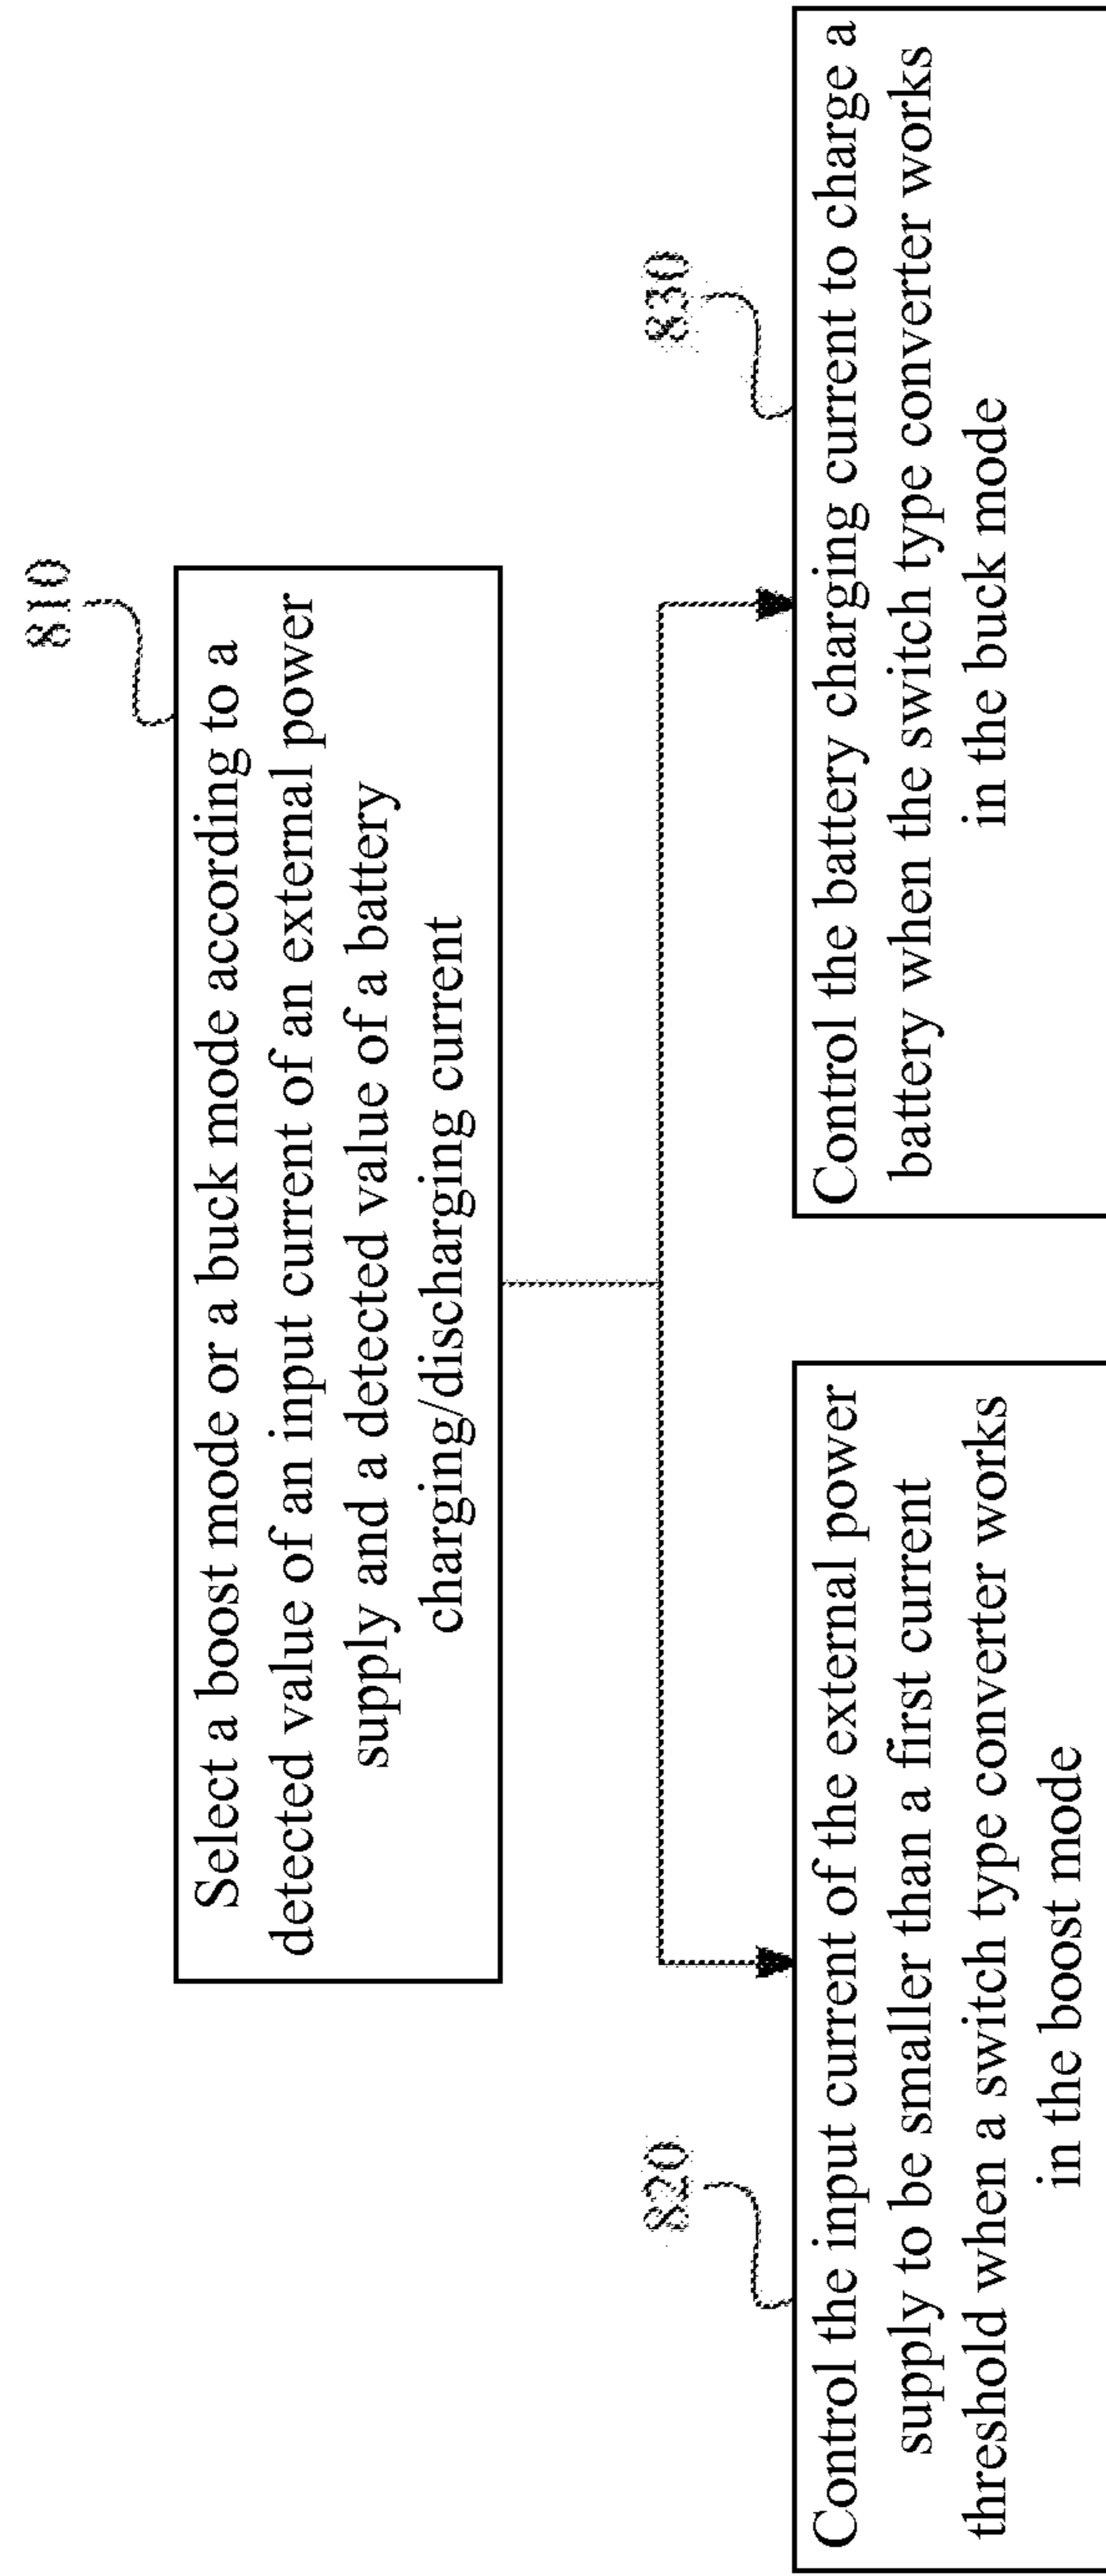 810
Select a boost mode or a buck mode according to a
detected value of an input current of an external power
supply and a detected value of a battery
charging/discharging current
820
Control the input current of the external power
supply to be smaller than a first current
threshold when a switch type converter works
in the boost mode
830
Control the battery charging current to charge a
battery when the switch type converter works
in the buck mode